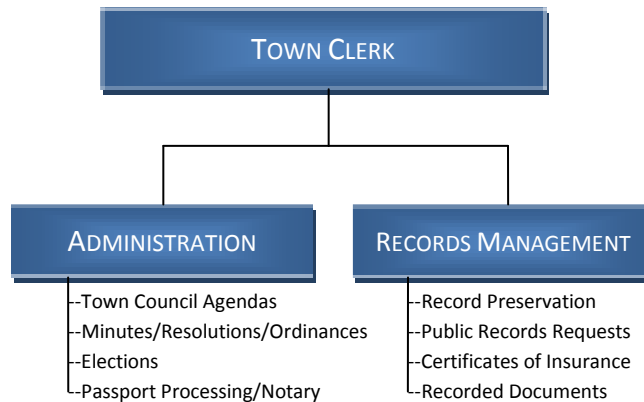 TOWN CLERK
ADMINISTRATION
--Town Council Agendas
--Minutes/Resolutions/Ordinances
--Elections
--Passport Processing/Notary
RECORDS MANAGEMENT
--Record Preservation
--Public Records Requests
--Certificates of Insurance
--Recorded Documents